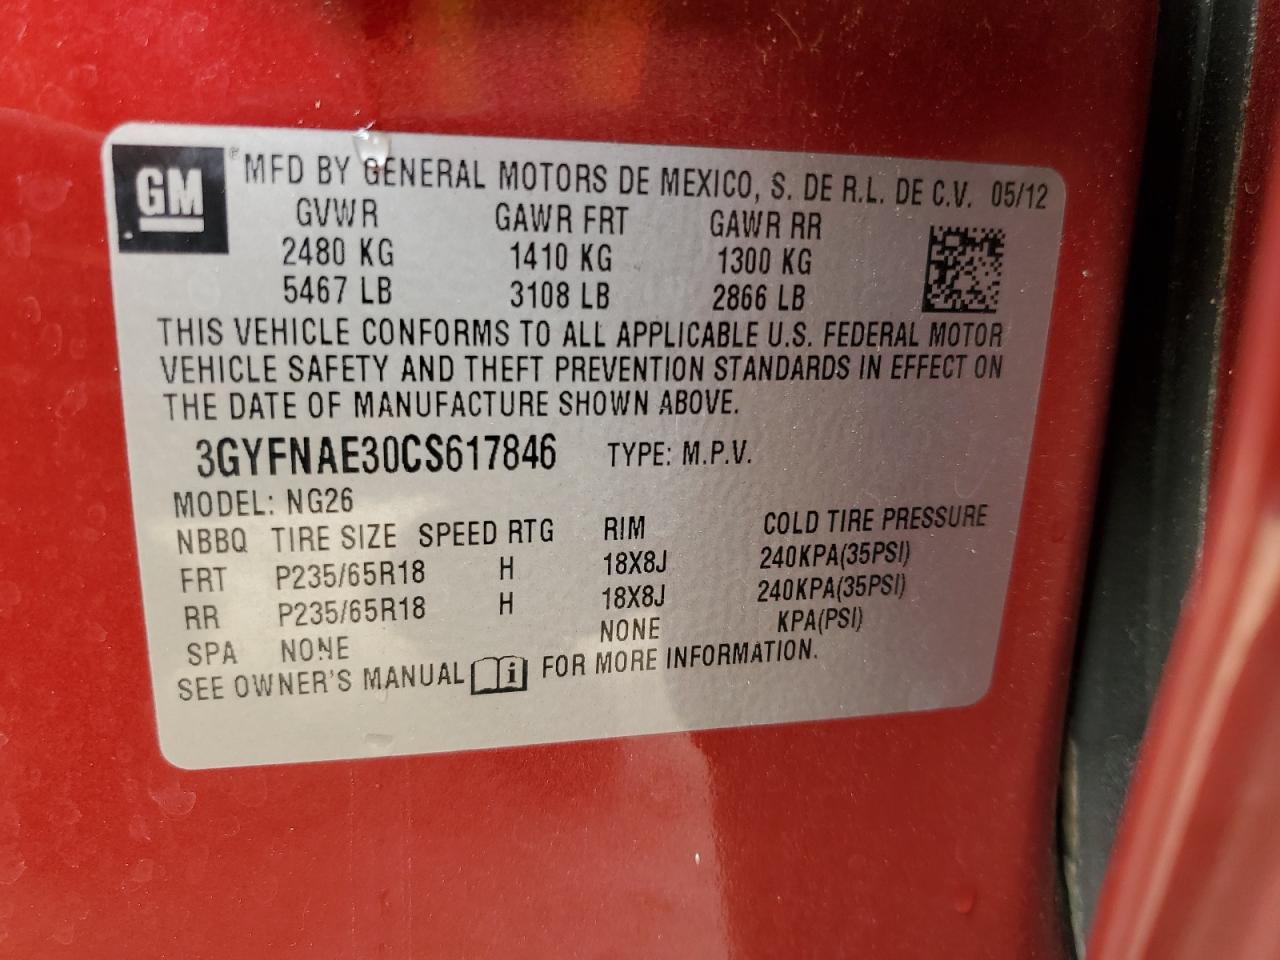 GM
® MFD BY GENERAL MOTORS DE MEXICO, S. DE R.L. DE C.V. 05/12
GVWR GAWR FRT GAWR RR
2480 KG 1410 KG 1300 KG
5467 LB 3108 LB 2866 LB
THIS VEHICLE CONFORMS TO ALL APPLICABLE U.S. FEDERAL MOTOR
VEHICLE SAFETY AND THEFT PREVENTION STANDARDS IN EFFECT ON
THE DATE OF MANUFACTURE SHOWN ABOVE.
3GYFNAE30CS617846 TYPE: M.P.V.
MODEL: NG26
NBBQ TIRE SIZE SPEED RTG RIM COLD TIRE PRESSURE
FRT P235/65R18 H 18X8J 240KPA(35PSI)
RR P235/65R18 H 18X8J 240KPA(35PSI)
SPA NONE NONE KPA(PSI)
SEE OWNER'S MANUAL i FOR MORE INFORMATION.